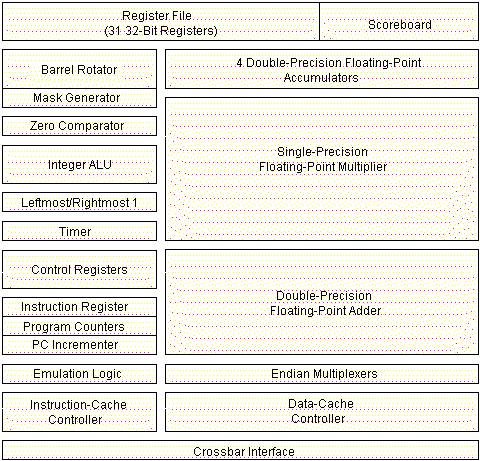 Register File
(31 32-Bit Registers)
Scoreboard
Barrel Rotator
4 Double-Precision Floating-Point
Accumulators
Mask Generator
Zero Comparator
Integer ALU
Single-Precision
Floating-Point Multiplier
Leftmost/Rightmost 1
Timer
Control Registers
Instruction Register
Double-Precision
Floating-Point Adder
Program Counters
PC Incrementer
Emulation Logic
Endian Multiplexers
Instruction-Cache
Controller
Data-Cache
Controller
Crossbar Interface